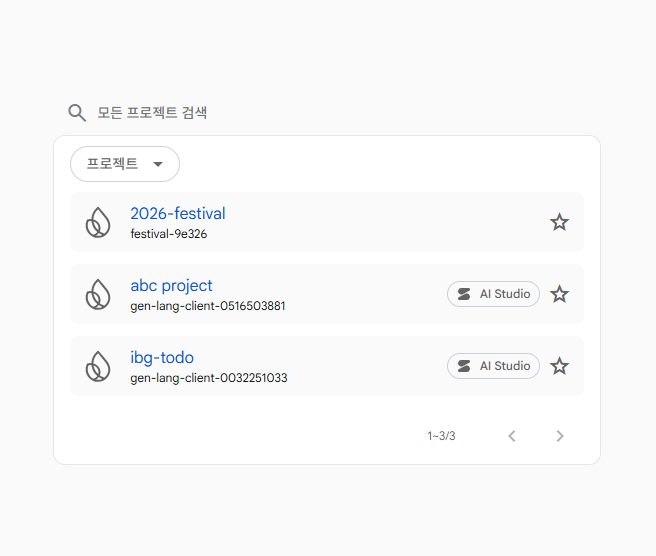 모든 프로젝트 검색
프로젝트
2026-festival
festival-9e326
abc project
gen-lang-client-0516503881
AI Studio
ibg-todo
gen-lang-client-0032251033
AI Studio
1~3/3